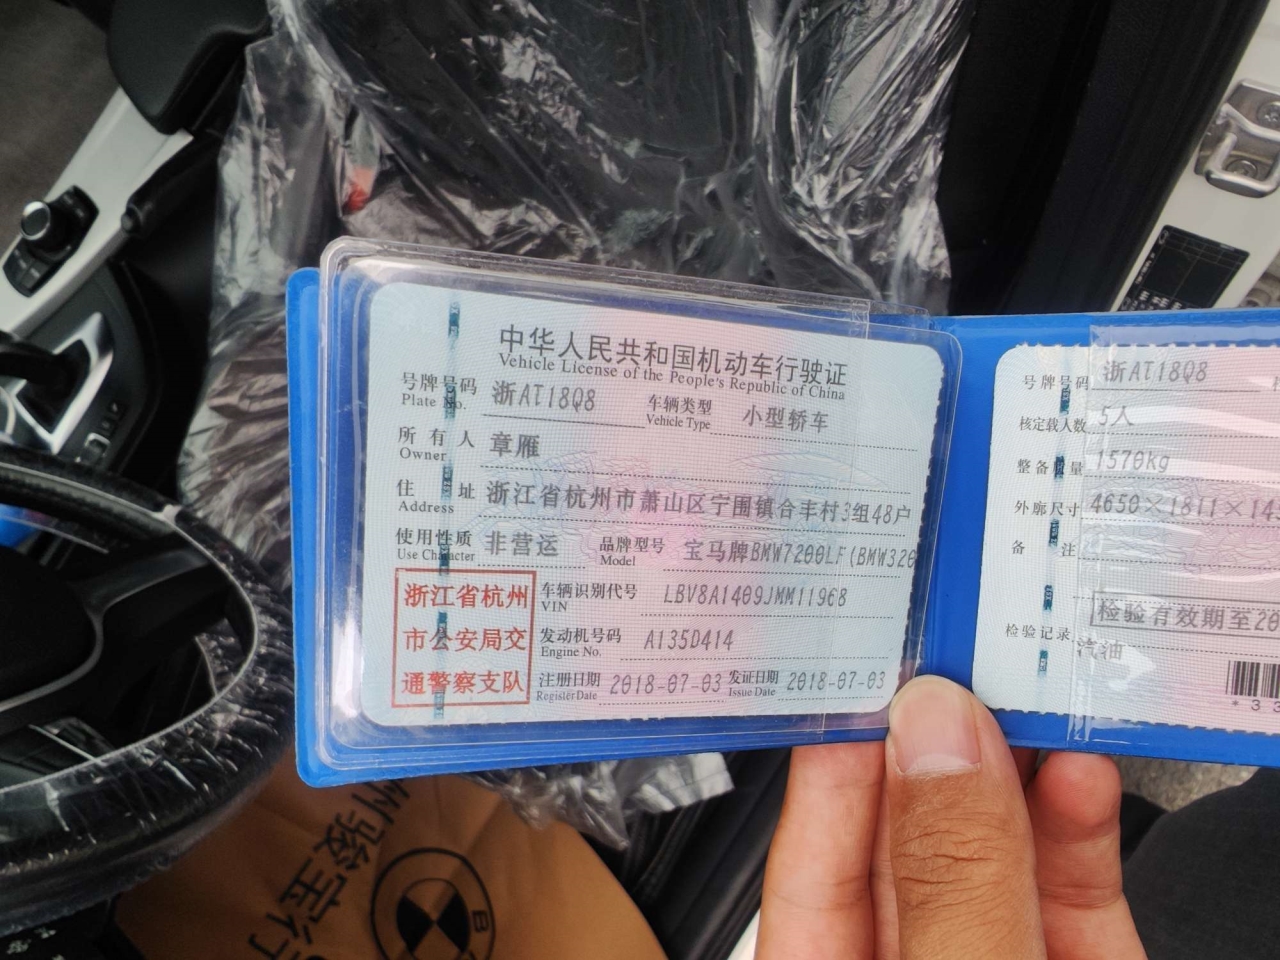 中华人民共和国机动车行驶证
Vehicle License of the People's Republic of China
号牌号码 浙AT18Q8 车辆类型 小型轿车
Plate No. Vehicle Type
所有人 章雁
Owner
住址 浙江省杭州市萧山区宁围镇合丰村3组48户
Address
使用性质 非营运 品牌型号 宝马牌BMW7200LF(BMW320
Use Character Model
浙江省杭州
市公安局交
通警察支队
车辆识别代号 LBV8A1409JMM11968
VIN
发动机号码 A135D414
Engine No.
注册日期 2018-07-03 发证日期 2018-07-03
Register Date Issue Date
号牌号码 浙AT18Q8
核定载人数 5人
整备质量 1570kg
外廓尺寸 4650×1811×14
备注
检验有效期至20
检验记录
汽油
*33
州骏宝行
B